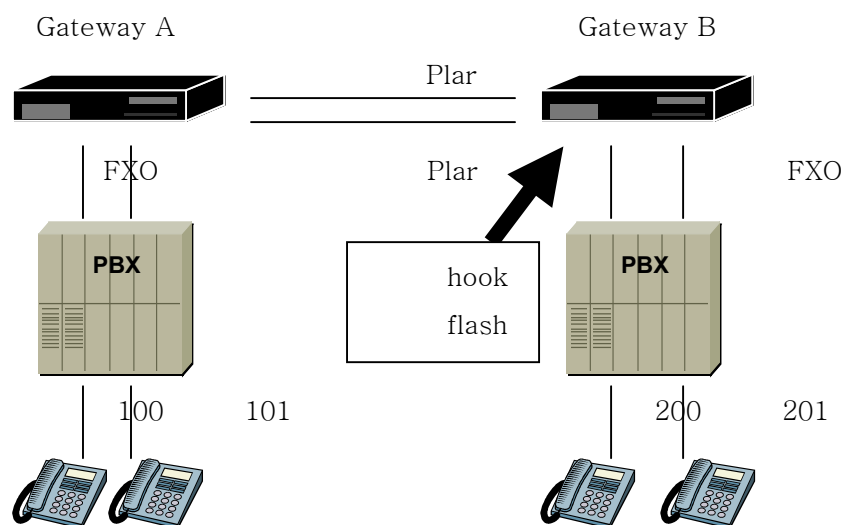 Gateway A Gateway B
Plar
FXO Plar FXO
PBX PBX
hook
flash
100 101 200 201